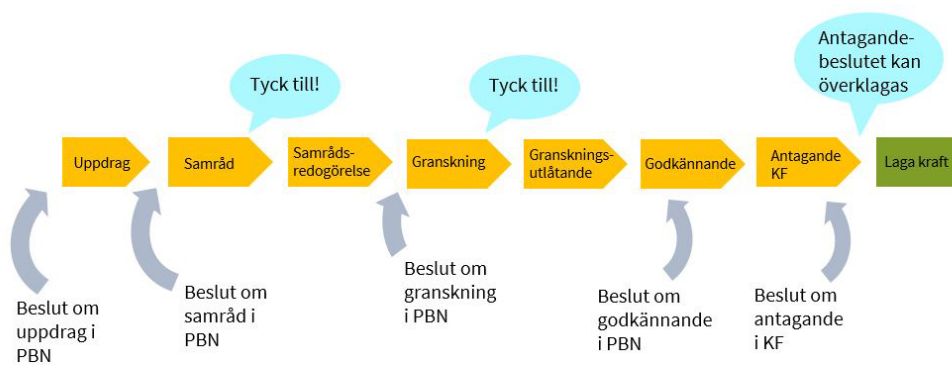 Tyck till!
Tyck till!
Antagande-
beslutet kan
överklagas
Uppdrag
Samråd
Samråds-
redogörelse
Granskning
Gransknings-
utlåtande
Godkännande
Antagande
KF
Laga kraft
Beslut om
uppdrag i
PBN
Beslut om
samråd i
PBN
Beslut om
granskning
i PBN
Beslut om
godkännande
i PBN
Beslut om
antagande
i KF